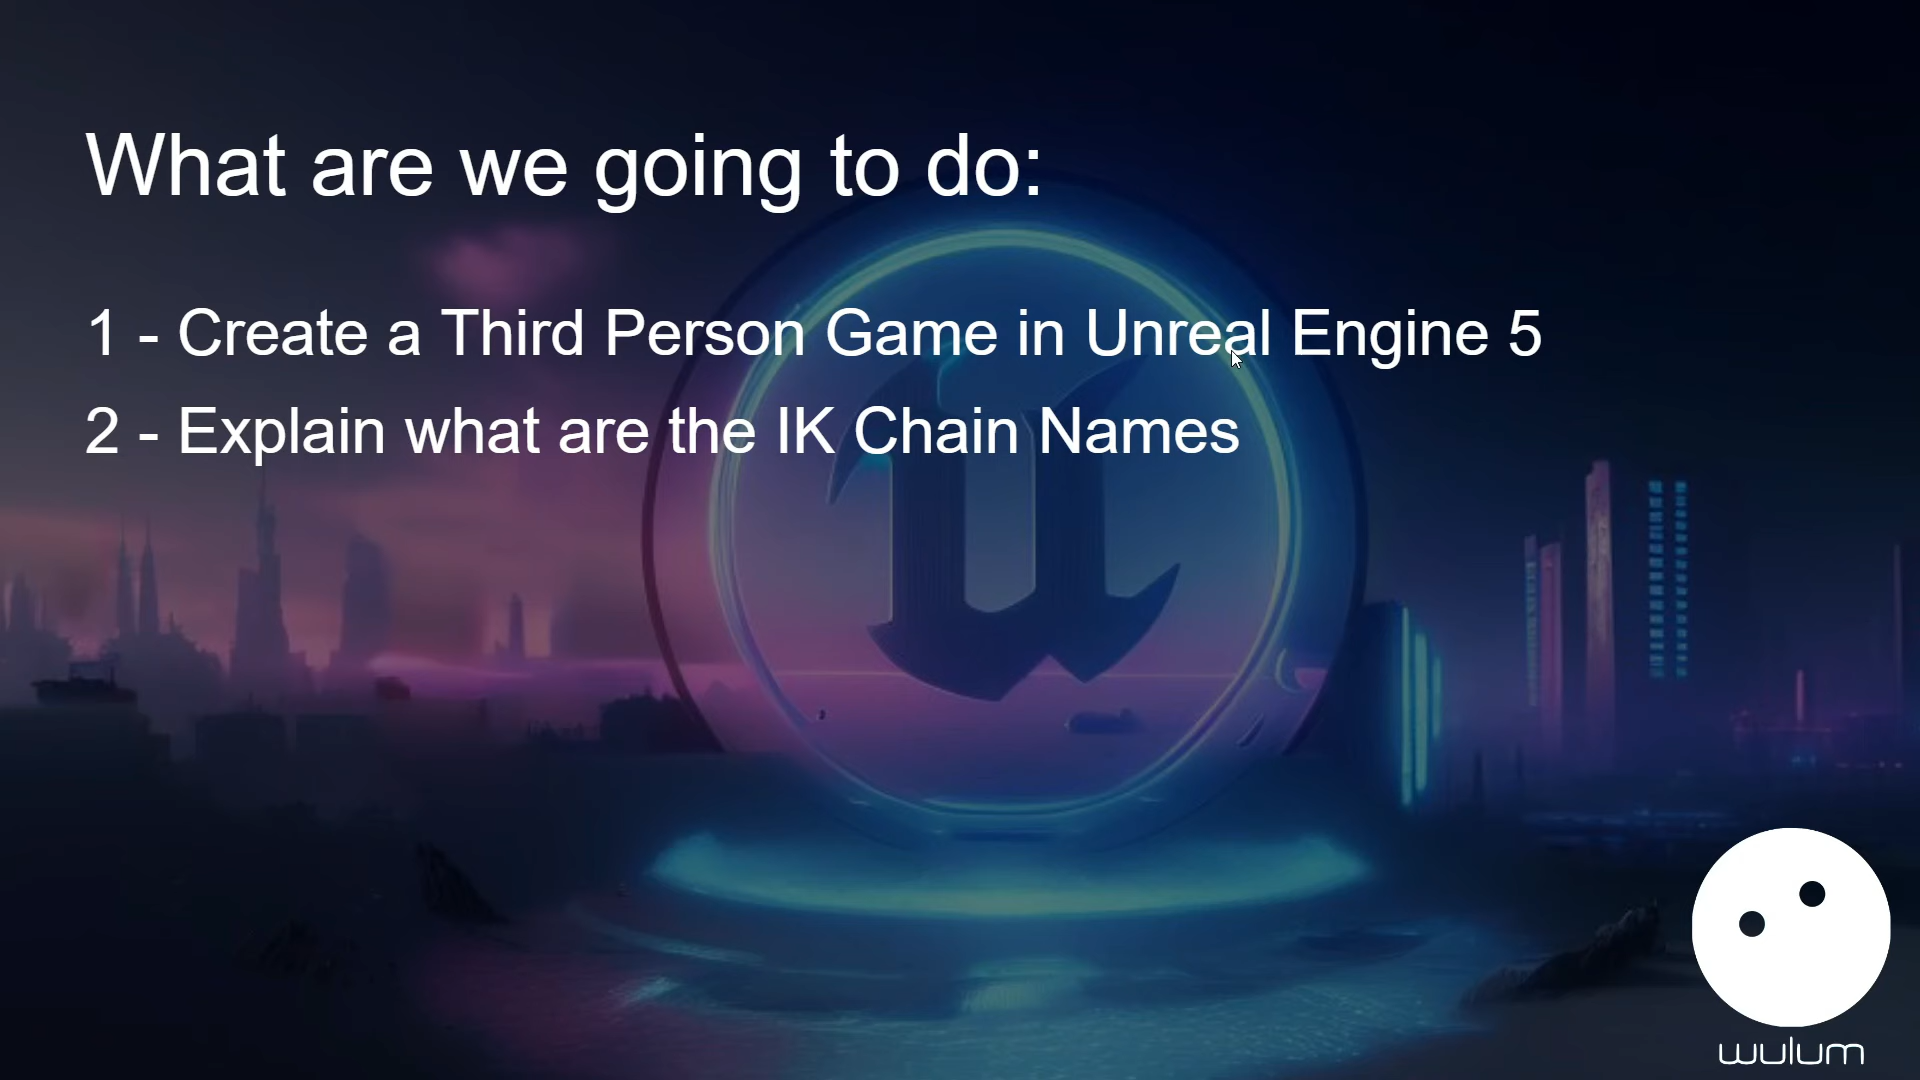 What are we going to do:
1 - Create a Third Person Game in Unreal Engine 5
2 - Explain what are the IK Chain Names
wulum